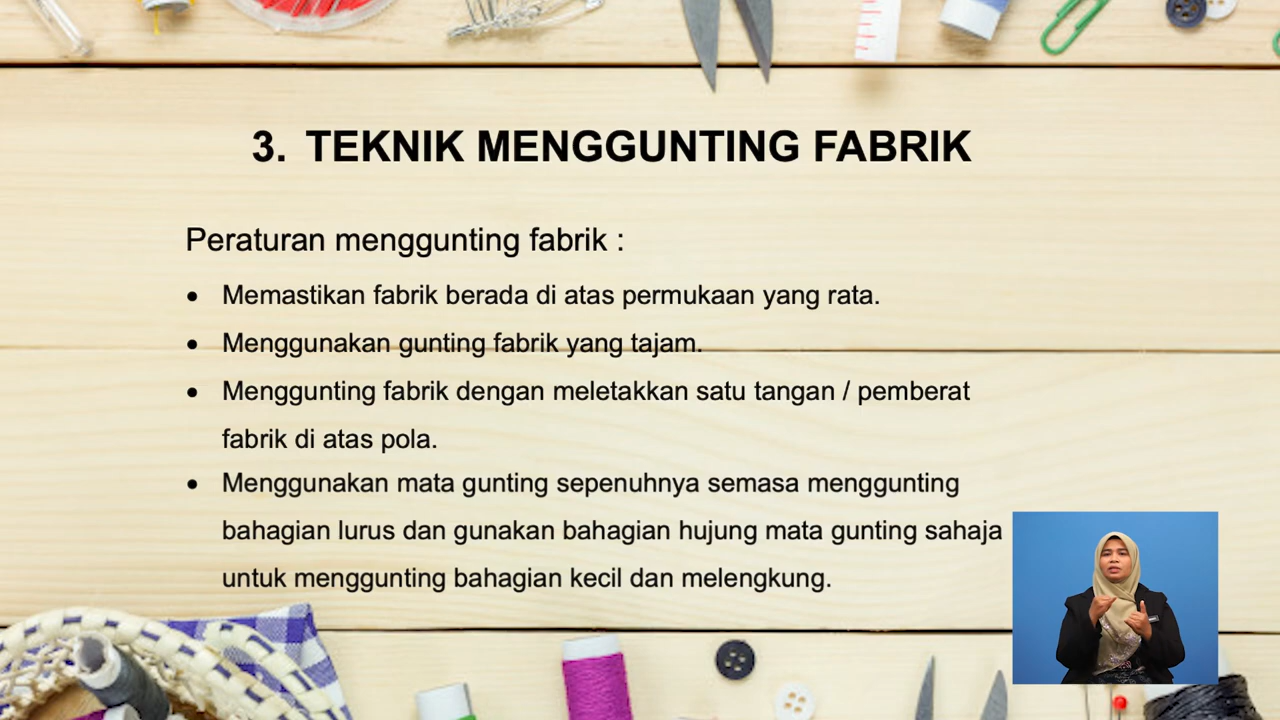 3. TEKNIK MENGGUNTING FABRIK
Peraturan menggunting fabrik :
• Memastikan fabrik berada di atas permukaan yang rata.
• Menggunakan gunting fabrik yang tajam.
• Menggunting fabrik dengan meletakkan satu tangan / pemberat
fabrik di atas pola.
• Menggunakan mata gunting sepenuhnya semasa menggunting
bahagian lurus dan gunakan bahagian hujung mata gunting sahaja
untuk menggunting bahagian kecil dan melengkung.